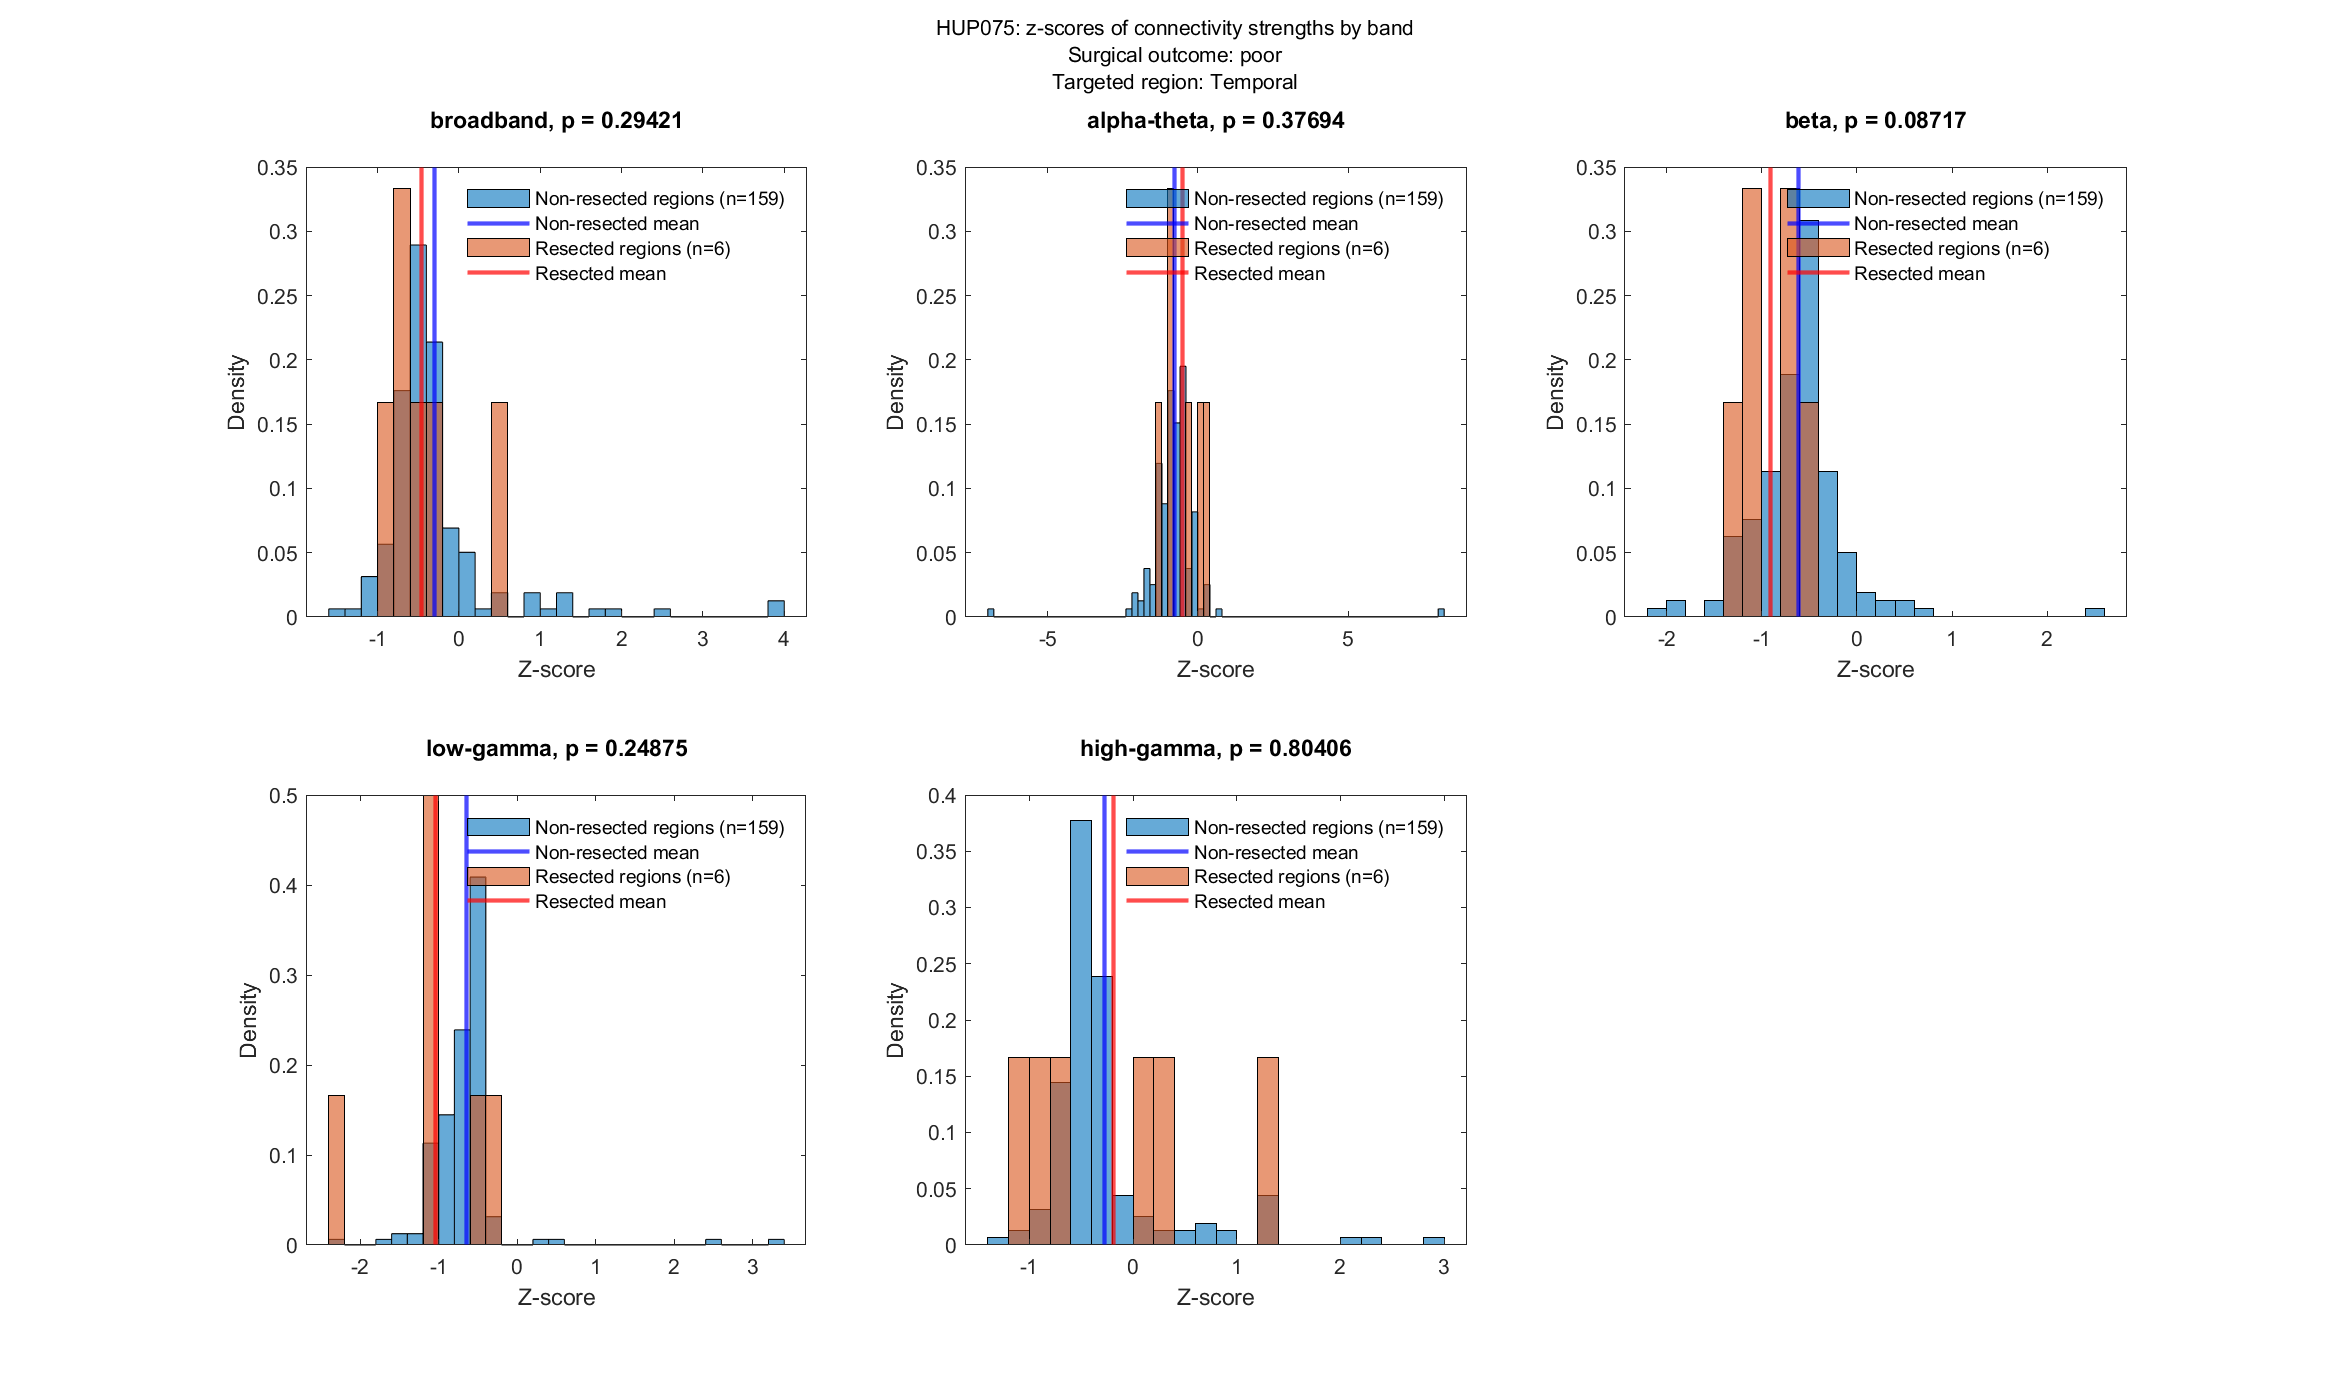 HUP075: z-scores of connectivity strengths by band
Surgical outcome: poor
Targeted region: Temporal
broadband, p = 0.29421
0.35
0.3
0.25
0.2
0.15
0.1
0.05
0
Density
-1
0
1
2
3
4
Z-score
Non-resected regions (n=159)
Non-resected mean
Resected regions (n=6)
Resected mean
alpha-theta, p = 0.37694
0.35
0.3
0.25
0.2
0.15
0.1
0.05
0
Density
-5
0
5
Z-score
Non-resected regions (n=159)
Non-resected mean
Resected regions (n=6)
Resected mean
beta, p = 0.08717
0.35
0.3
0.25
0.2
0.15
0.1
0.05
0
Density
-2
-1
0
1
2
Z-score
Non-resected regions (n=159)
Non-resected mean
Resected regions (n=6)
Resected mean
low-gamma, p = 0.24875
0.5
0.4
0.3
0.2
0.1
0
Density
-2
-1
0
1
2
3
Z-score
Non-resected regions (n=159)
Non-resected mean
Resected regions (n=6)
Resected mean
high-gamma, p = 0.80406
0.4
0.35
0.3
0.25
0.2
0.15
0.1
0.05
0
Density
-1
0
1
2
3
Z-score
Non-resected regions (n=159)
Non-resected mean
Resected regions (n=6)
Resected mean